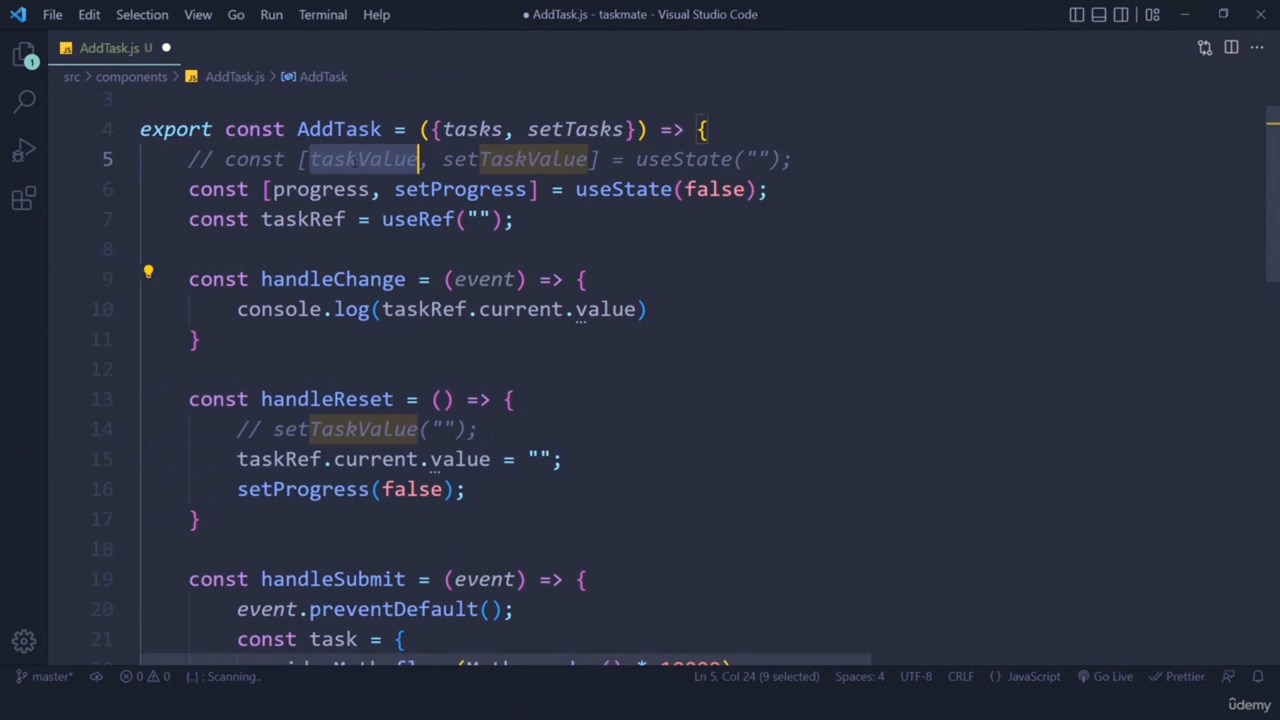 File Edit Selection View Go Run Terminal Help
● AddTask.js - taskmate - Visual Studio Code
JS AddTask.js U ●
1
src > components > JS AddTask.js > AddTask
3
4 export const AddTask = ({tasks, setTasks}) => {
5 // const [taskValue, setTaskValue] = useState("");
6 const [progress, setProgress] = useState(false);
7 const taskRef = useRef("");
8
9 const handleChange = (event) => {
10 console.log(taskRef.current.value)
11 }
12
13 const handleReset = () => {
14 // setTaskValue("");
15 taskRef.current.value = "";
16 setProgress(false);
17 }
18
19 const handleSubmit = (event) => {
20 event.preventDefault();
21 const task = {
master* 0 0 [..] : Scanning.. Ln 5, Col 24 (9 selected) Spaces: 4 UTF-8 CRLF {} JavaScript Go Live Prettier
ûdemy